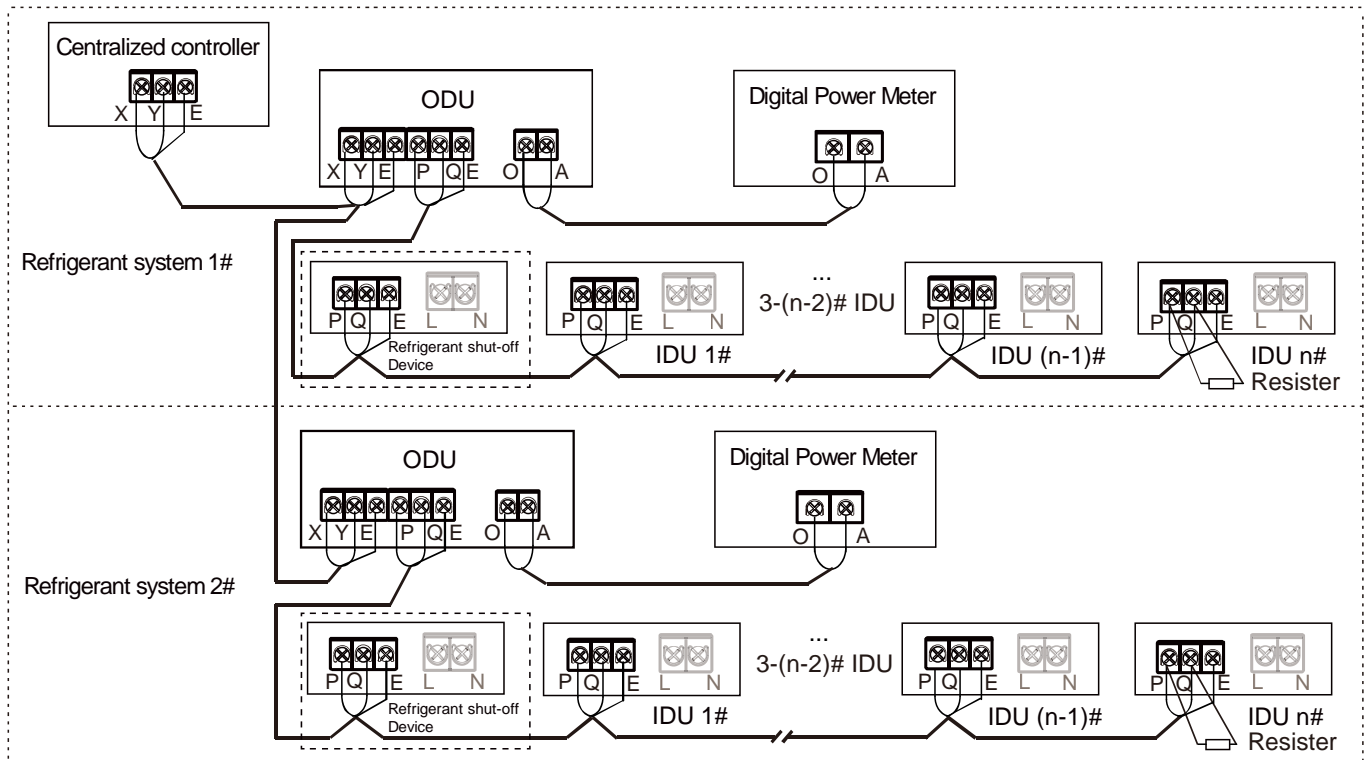 Centralized controller
X Y E
ODU
X Y E P Q E O A
Digital Power Meter
O A
Refrigerant system 1#
P Q E L N
Refrigerant shut-off
Device
P Q E L N
IDU 1#
...
3-(n-2)# IDU
P Q E L N
IDU (n-1)#
P Q E L N
IDU n#
Resister
ODU
X Y E P Q E O A
Digital Power Meter
O A
Refrigerant system 2#
P Q E L N
Refrigerant shut-off
Device
P Q E L N
IDU 1#
...
3-(n-2)# IDU
P Q E L N
IDU (n-1)#
P Q E L N
IDU n#
Resister